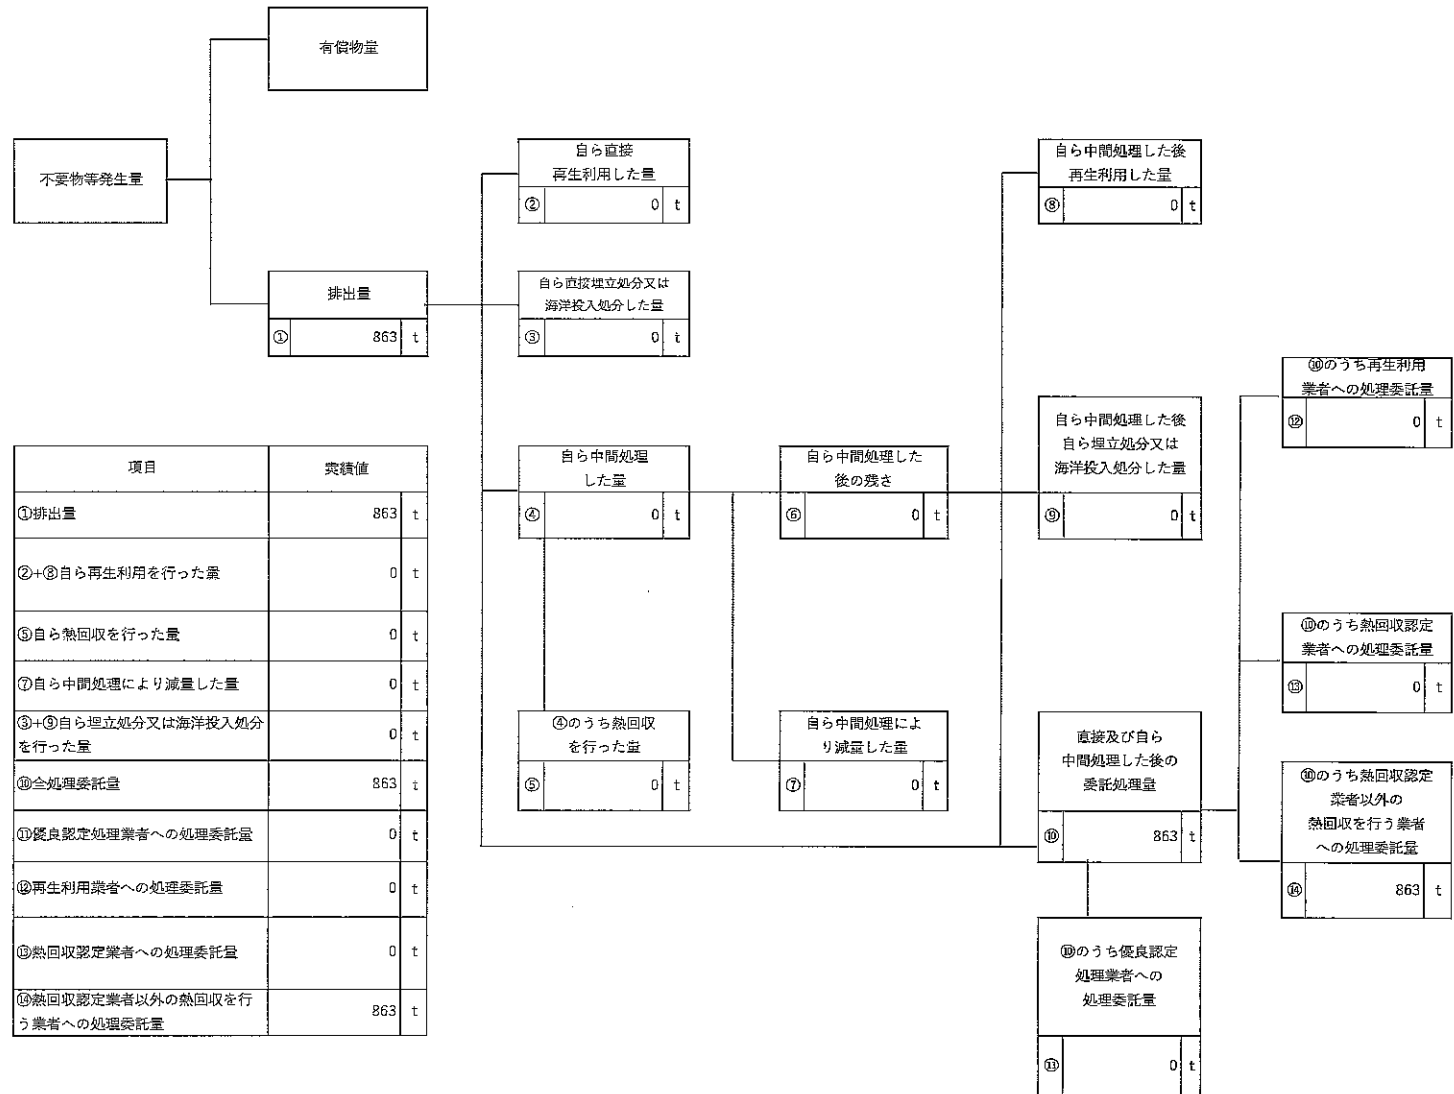 有償物量
不要物等発生量
自ら直接
再生利用した量
② 0 t
自ら中間処理した後
再生利用した量
⑧ 0 t
排出量
① 863 t
自ら直接埋立処分又は
海洋投入処分した量
③ 0 t
⑩のうち再生利用
業者への処理委託量
⑫ 0 t
自ら中間処理
した量
④ 0 t
自ら中間処理した
後の残さ
⑥ 0 t
自ら中間処理した後
自ら埋立処分又は
海洋投入処分した量
⑨ 0 t
⑩のうち熱回収認定
業者への処理委託量
⑬ 0 t
④のうち熱回収
を行った量
⑤ 0 t
自ら中間処理によ
り減量した量
⑦ 0 t
直接及び自ら
中間処理した後の
委託処理量
⑩ 863 t
⑩のうち熱回収認定
業者以外の
熱回収を行う業者
への処理委託量
⑭ 863 t
⑩のうち優良認定
処理業者への
処理委託量
⑪ 0 t
項目 実績値
①排出量 863 t
②+⑧自ら再生利用を行った量 0 t
⑤自ら熱回収を行った量 0 t
⑦自ら中間処理により減量した量 0 t
③+⑨自ら埋立処分又は海洋投入処分
を行った量 0 t
⑩全処理委託量 863 t
⑪優良認定処理業者への処理委託量 0 t
⑫再生利用業者への処理委託量 0 t
⑬熱回収認定業者への処理委託量 0 t
⑭熱回収認定業者以外の熱回収を行
う業者への処理委託量 863 t